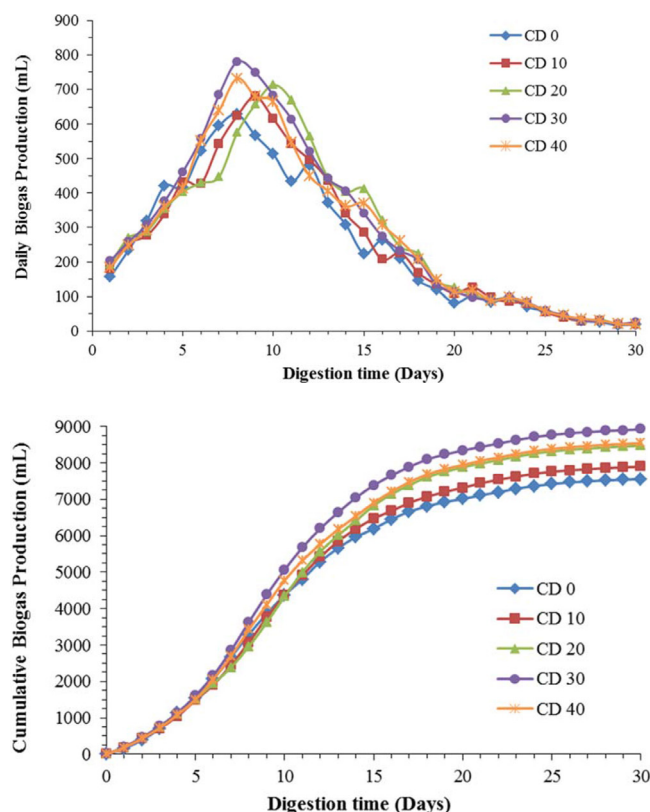 Daily Biogas Production (mL)
900
800
700
600
500
400
300
200
100
0
CD 0
CD 10
CD 20
CD 30
CD 40
0 5 10 15 20 25 30
Digestion time (Days)
Cumulative Biogas Production (mL)
9000
8000
7000
6000
5000
4000
3000
2000
1000
0
CD 0
CD 10
CD 20
CD 30
CD 40
0 5 10 15 20 25 30
Digestion time (Days)